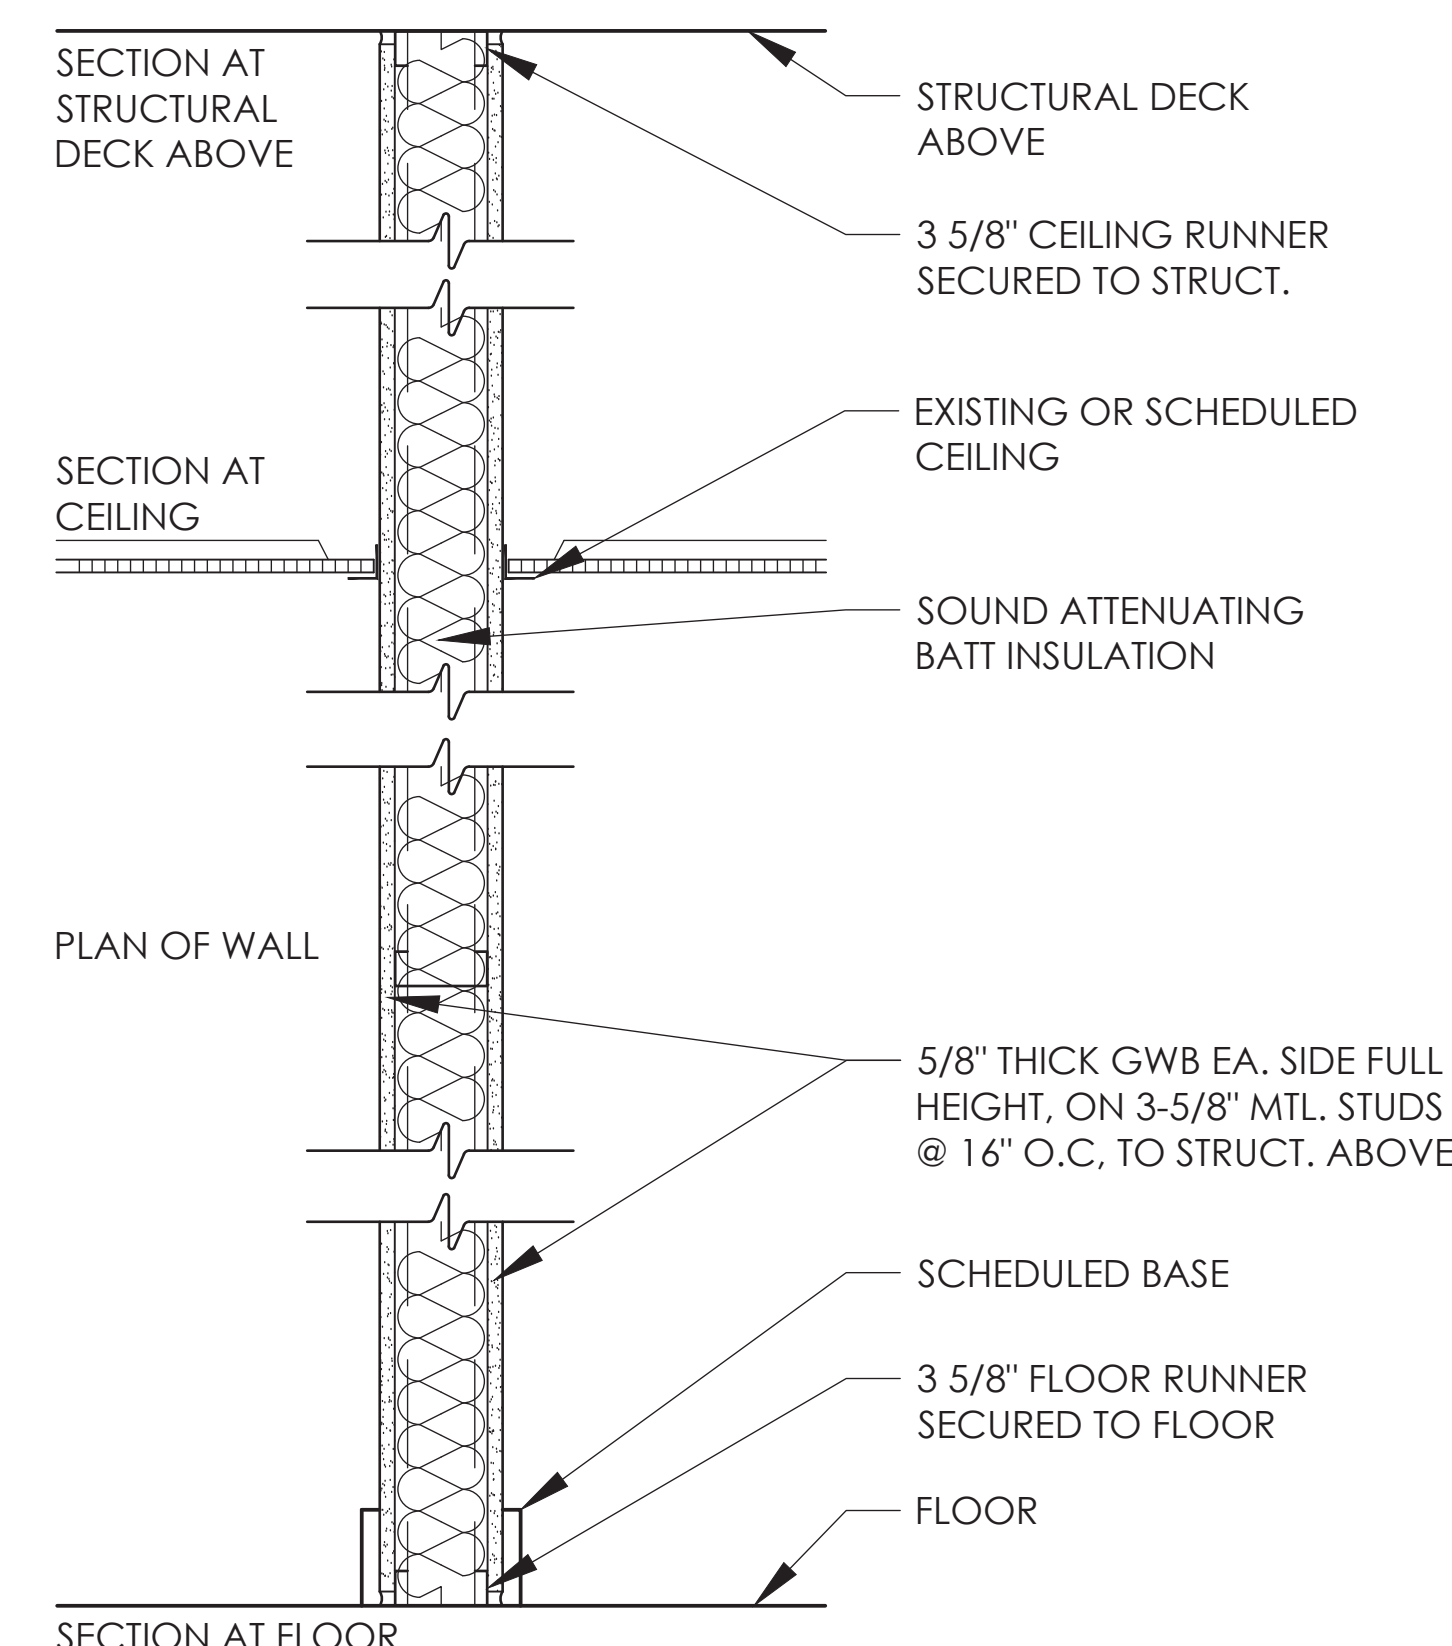 SECTION AT
STRUCTURAL
DECK ABOVE
STRUCTURAL DECK
ABOVE
3 5/8" CEILING RUNNER
SECURED TO STRUCT.
EXISTING OR SCHEDULED
CEILING
SECTION AT
CEILING
SOUND ATTENUATING
BATT INSULATION
PLAN OF WALL
5/8" THICK GWB EA. SIDE FULL
HEIGHT, ON 3-5/8" MTL. STUDS
@ 16" O.C, TO STRUCT. ABOVE
SCHEDULED BASE
3 5/8" FLOOR RUNNER
SECURED TO FLOOR
FLOOR
SECTION AT FLOOR